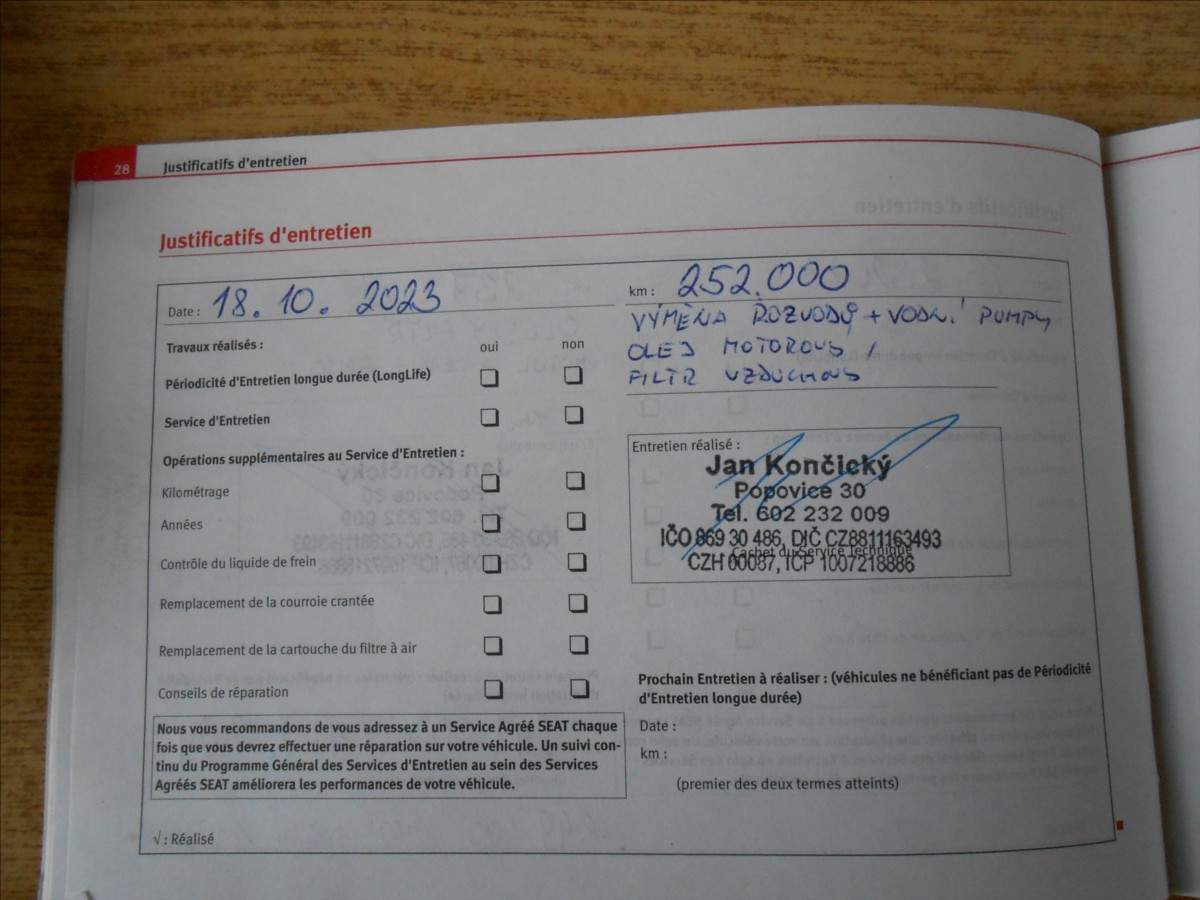 28 Justificatifs d'entretien
Justificatifs d'entretien
Date : 18. 10. 2023
km : 252.000
VÝMĚNA ROZVODŮ + VODNÍ PUMPY
OLEJ MOTOROVÝ /
FILTR VZDUCHOVÝ
Travaux réalisés :
oui non
Périodicité d'Entretien longue durée (LongLife)
Service d'Entretien
Opérations supplémentaires au Service d'Entretien :
Kilométrage
Années
Contrôle du liquide de frein
Remplacement de la courroie crantée
Remplacement de la cartouche du filtre à air
Conseils de réparation
Nous vous recommandons de vous adressez à un Service Agréé SEAT chaque
fois que vous devrez effectuer une réparation sur votre véhicule. Un suivi con-
tinu du Programme Général des Services d'Entretien au sein des Services
Agréés SEAT améliorera les performances de votre véhicule.
√ : Réalisé
Entretien réalisé :
Jan Končický
Popovice 30
Tel. 602 232 009
IČO 869 30 486, DIČ CZ8811163493
Cachet du Service Technique
CZH 00087, ICP 1007218886
Prochain Entretien à réaliser : (véhicules ne bénéficiant pas de Périodicité
d'Entretien longue durée)
Date :
km :
(premier des deux termes atteints)